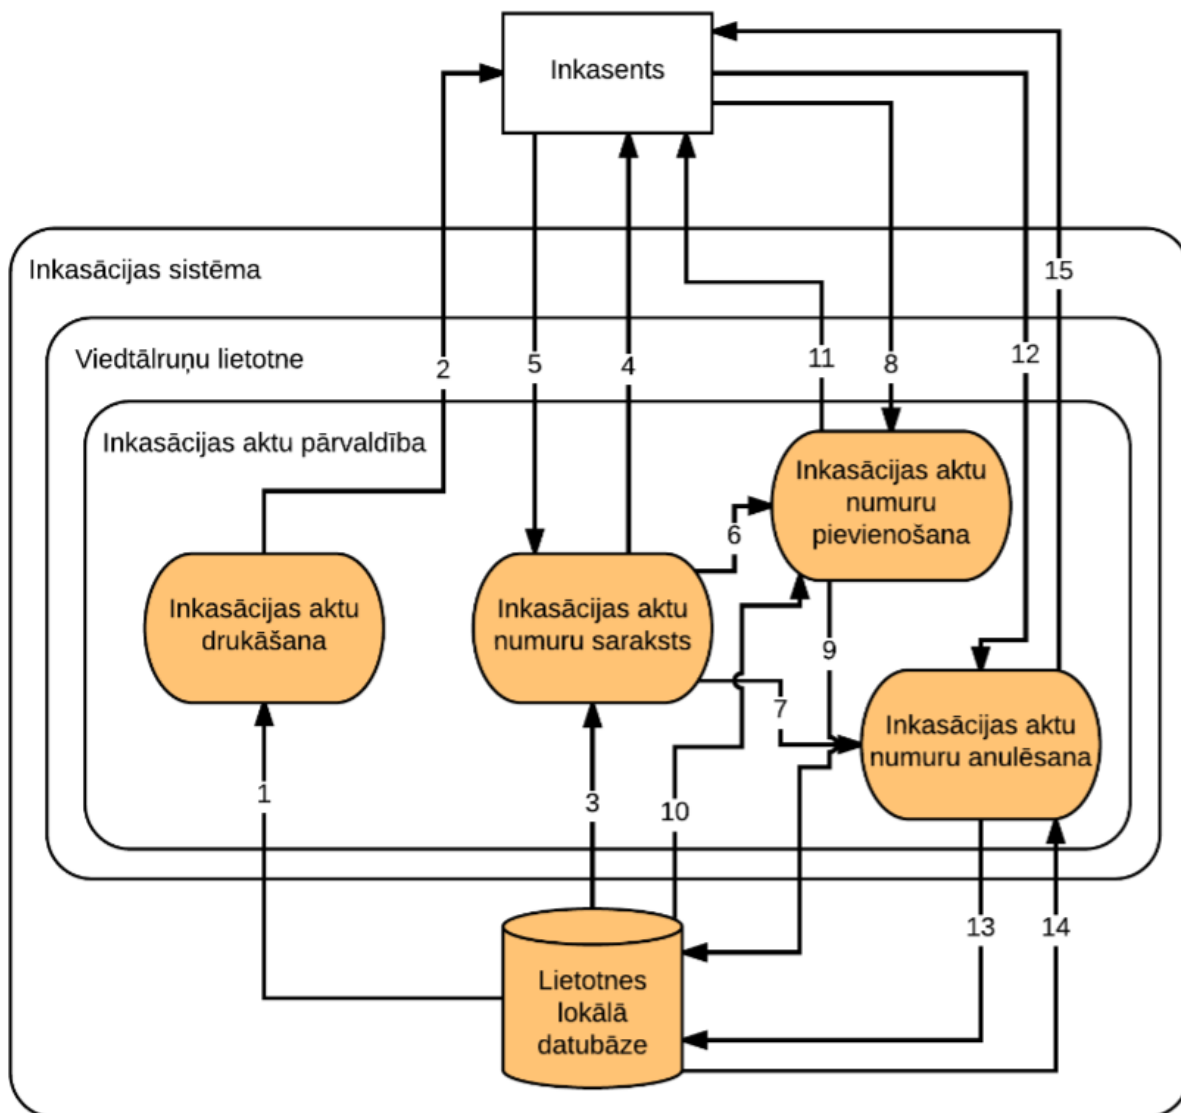 Inkasents
Inkasācijas sistēma
15
Viedtālruņu lietotne
2
5
4
11
8
12
Inkasācijas aktu pārvaldība
Inkasācijas aktu
numuru
pievienošana
6
Inkasācijas aktu
drukāšana
Inkasācijas aktu
numuru saraksts
9
7
Inkasācijas aktu
numuru anulēsana
1
3
10
13
14
Lietotnes
lokālā
datubāze